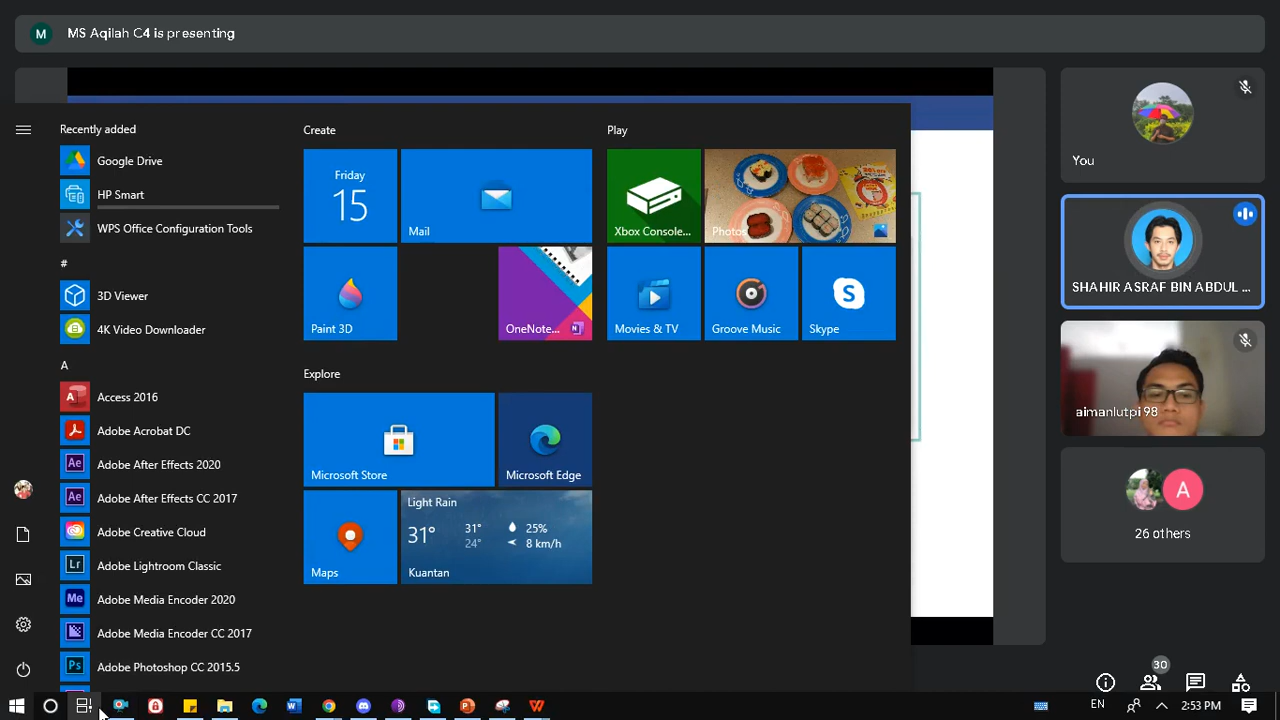 M
MS Aqilah C4 is presenting
Recently added
Google Drive
HP Smart
WPS Office Configuration Tools
#
3D Viewer
4K Video Downloader
A
Access 2016
Adobe Acrobat DC
Ae Adobe After Effects 2020
Ae Adobe After Effects CC 2017
Adobe Creative Cloud
Lr Adobe Lightroom Classic
Me Adobe Media Encoder 2020
Adobe Media Encoder CC 2017
Ps Adobe Photoshop CC 2015.5
Create
Friday
15
Mail
Paint 3D
OneNote...
Explore
Microsoft Store
Microsoft Edge
Maps
Light Rain
31°
31°
24°
25%
8 km/h
Kuantan
Play
Xbox Console...
Photos
Movies & TV
Groove Music
S
Skype
You
SHAHIR ASRAF BIN ABDUL ...
aimanlutpi 98
A
26 others
30
EN
2:53 PM